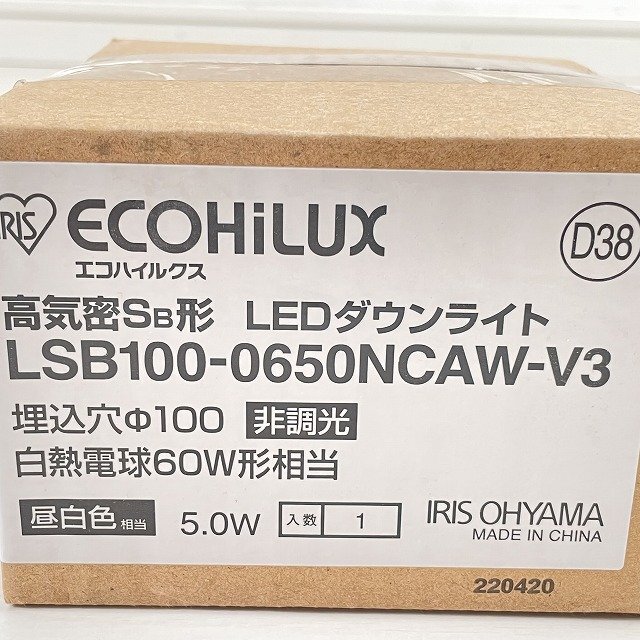 IRIS ECOHiLUX
エコハイルクス
D38
高気密SB形 LEDダウンライト
LSB100-0650NCAW-V3
埋込穴Φ100 非調光
白熱電球60W形相当
昼白色相当 5.0W 入数 1
IRIS OHYAMA
MADE IN CHINA
220420